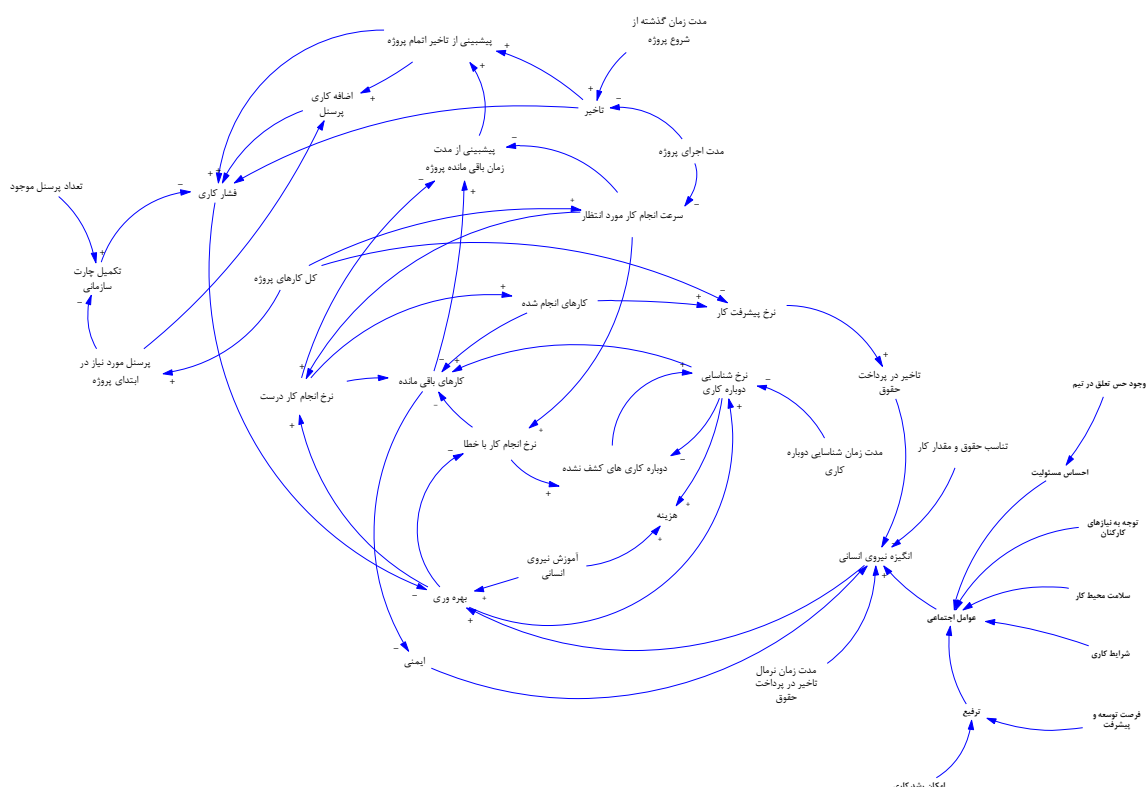 مدت زمان گذشته از
شروع پروژه
پیشبینی از تاخیر اتمام پروژه
اضافه کاری
پرسنل
تاخیر
پیشبینی از مدت
زمان باقی مانده پروژه
مدت اجرای پروژه
تعداد پرسنل موجود
فشار کاری
سرعت انجام کار مورد انتظار
تکمیل چارت
سازمانی
کل کارهای پروژه
کارهای انجام شده
نرخ پیشرفت کار
پرسنل مورد نیاز در
ابتدای پروژه
نرخ انجام کار درست
کارهای باقی مانده
نرخ شناسایی
دوباره کاری
تاخیر در پرداخت
حقوق
وجود حس تعلق در تیم
نرخ انجام کار با خطا
دوباره کاری های کشف نشده
مدت زمان شناسایی دوباره
کاری
تناسب حقوق و مقدار کار
احساس مسئولیت
هزینه
توجه به نیازهای
کارکنان
آموزش نیروی
انسانی
انگیزه نیروی انسانی
بهره وری
سلامت محیط کار
عوامل اجتماعی
ایمنی
شرایط کاری
مدت زمان نرمال
تاخیر در پرداخت
حقوق
ترفیع
فرصت توسعه و
پیشرفت
امکان رشد کاری